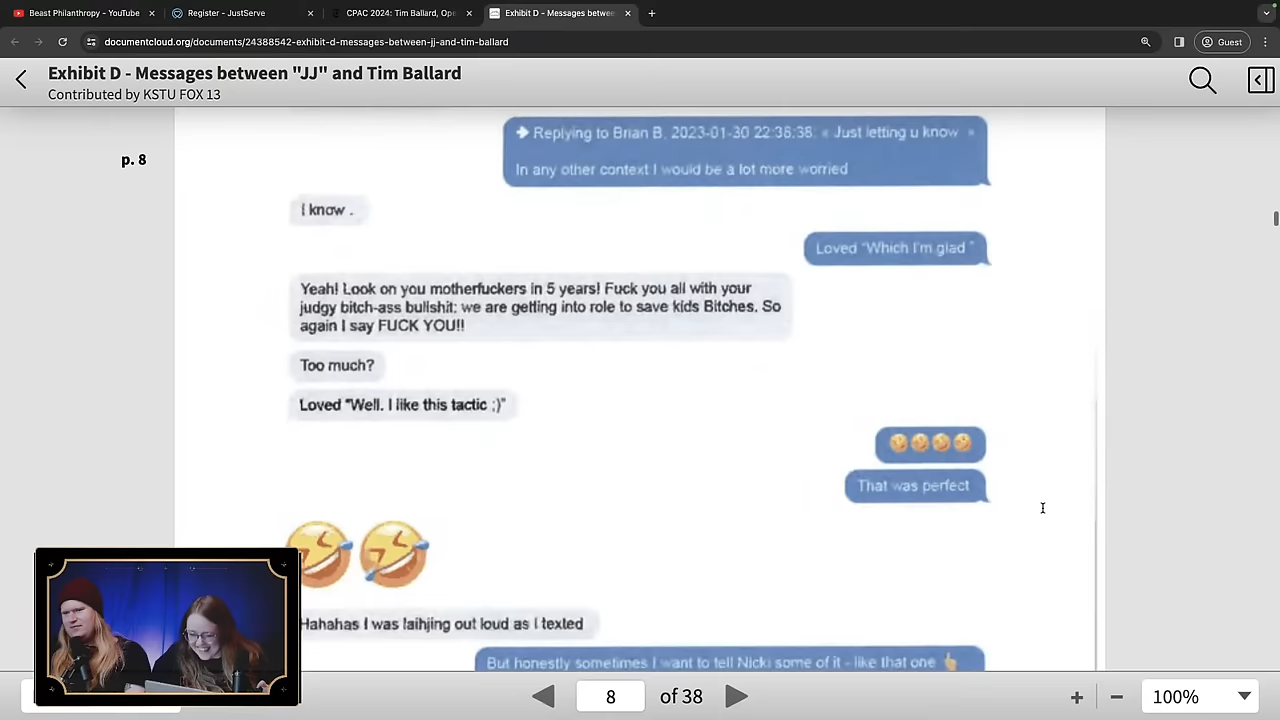 Beast Philanthropy - YouTube
Register - JustServe
CPAC 2024: Tim Ballard, Ope
Exhibit D - Messages betwee
documentcloud.org/documents/24388542-exhibit-d-messages-between-jj-and-tim-ballard
Guest
Exhibit D - Messages between "JJ" and Tim Ballard
Contributed by KSTU FOX 13
p. 8
Replying to Brian B. 2023-01-30 22:36:36. « Just letting u know »
In any other context I would be a lot more worried
I know .
Loved "Which I'm glad "
Yeah! Look on you motherfuckers in 5 years! Fuck you all with your
judgy bitch-ass bullshit: we are getting into role to save kids Bitches. So
again I say FUCK YOU!!
Too much?
Loved "Well. I like this tactic ;)"
That was perfect
Hahahas I was laihjing out loud as I texted
But honestly sometimes I want to tell Nicki some of it - like that one
8 of 38
100%